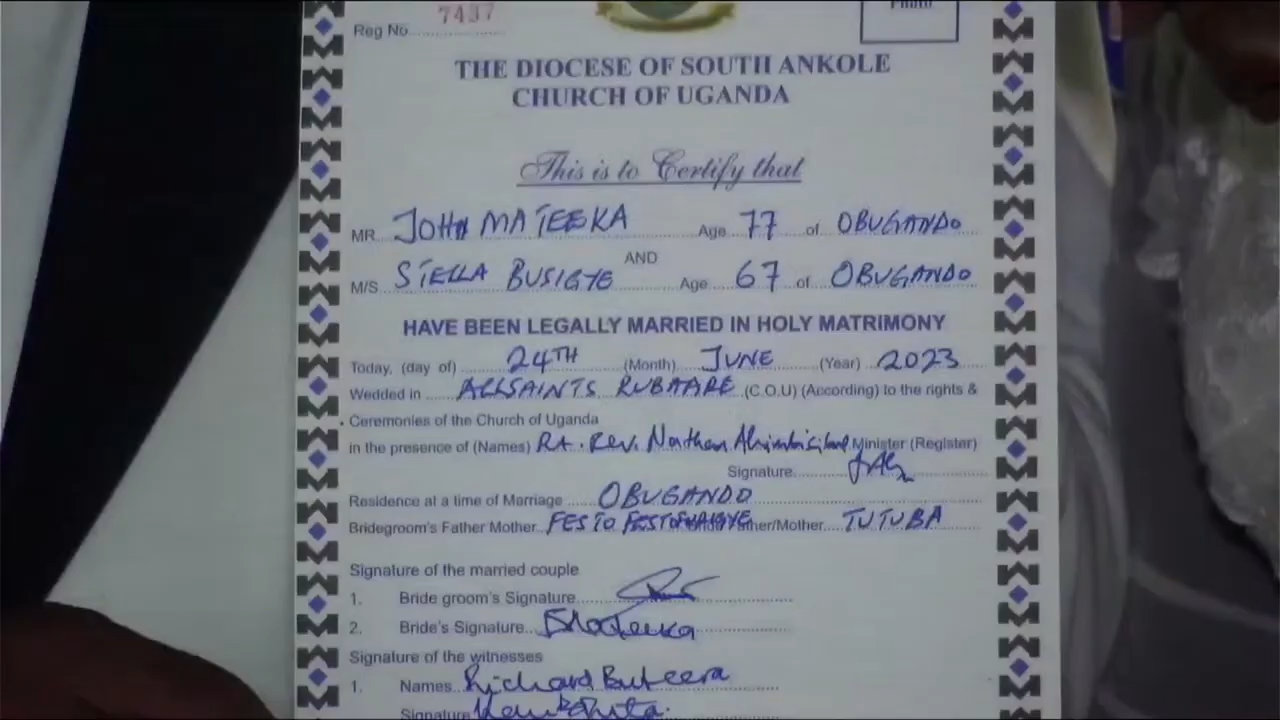 Reg No. 7437
Photo
THE DIOCESE OF SOUTH ANKOLE
CHURCH OF UGANDA
This is to Certify that
MR. JOHN MATEEKA Age 77 of OBUGANDO
AND
M/S STELLA BUSIGYE Age 67 of OBUGANDO
HAVE BEEN LEGALLY MARRIED IN HOLY MATRIMONY
Today, (day of) 24TH (Month) JUNE (Year) 2023
Wedded in ALLSAINTS RUBAARE (C.O.U) (According) to the rights &
Ceremonies of the Church of Uganda
in the presence of (Names) Rt. Rev. Nathan Minister (Register)
Signature
Residence at a time of Marriage OBUGANDO
Bridegroom's Father Mother FESTO Father/Mother TUTUBA
Signature of the married couple
1. Bride groom's Signature
2. Bride's Signature
Signature of the witnesses
1. Names Richard Buteera
Signature